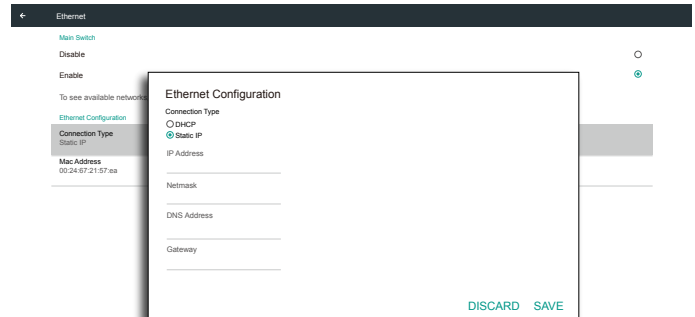 Ethernet
Main Switch
Disable
Enable
To see available networks
Ethernet Configuration
Connection Type
Static IP
Mac Address
00:24:67:21:57:ea
Ethernet Configuration
Connection Type
DHCP
Static IP
IP Address
Netmask
DNS Address
Gateway
DISCARD SAVE